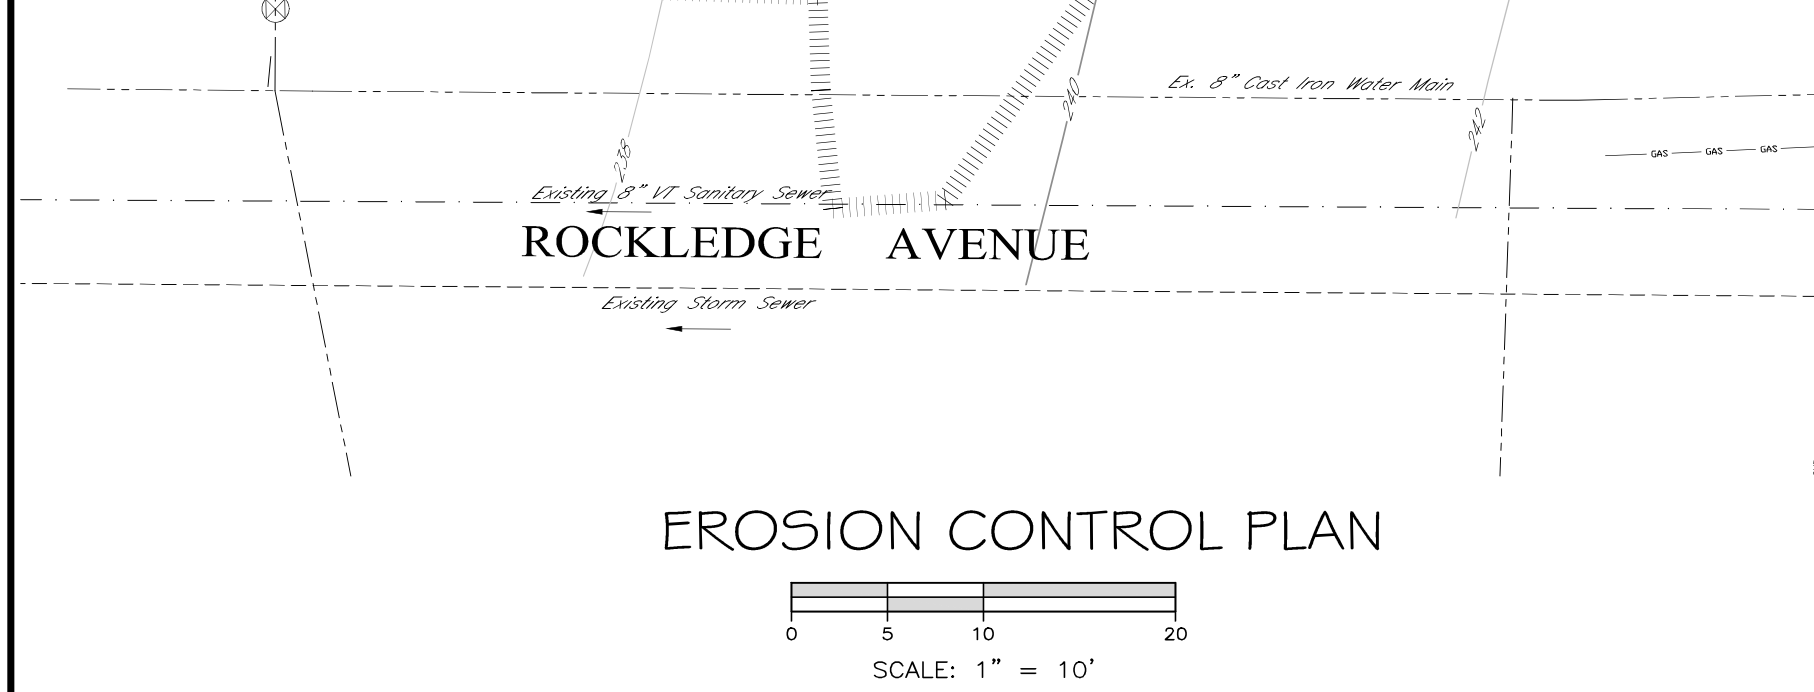 Ex. 8" Cast Iron Water Main
240
242
238
GAS GAS GAS
Existing 8" VT Sanitary Sewer
ROCKLEDGE AVENUE
Existing Storm Sewer
EROSION CONTROL PLAN
0 5 10 20
SCALE: 1" = 10'